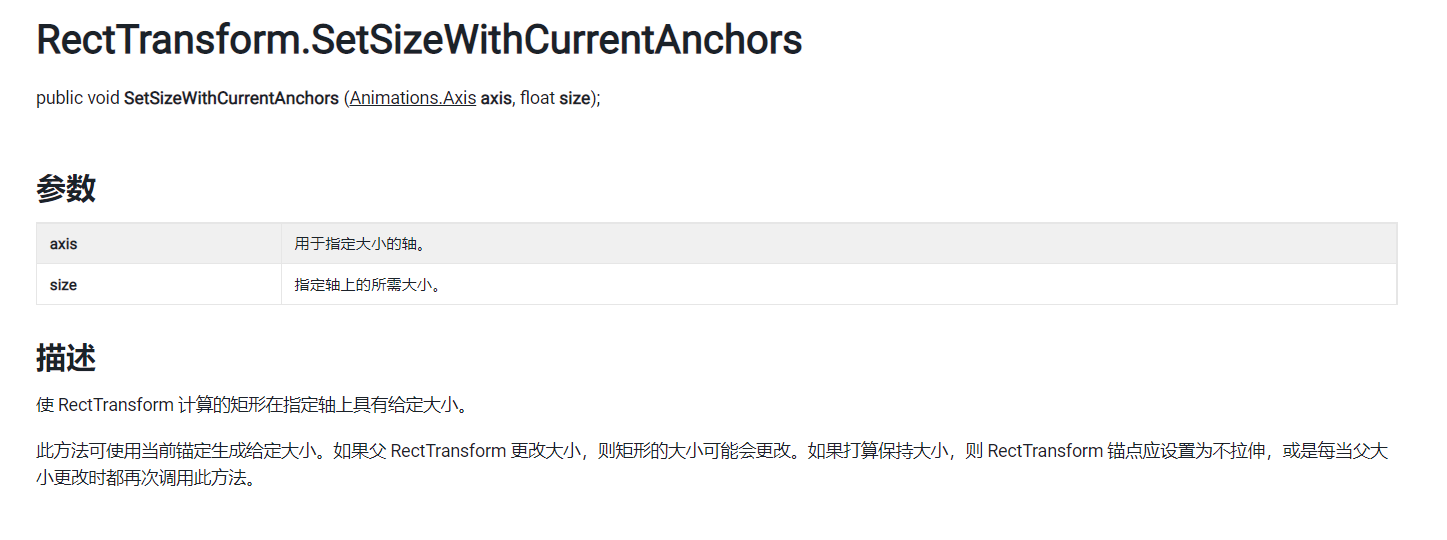 RectTransform.SetSizeWithCurrentAnchors
public void SetSizeWithCurrentAnchors (Animations.Axis axis, float size);
参数
axis 用于指定大小的轴。
size 指定轴上的所需大小。
描述
使 RectTransform 计算的矩形在指定轴上具有给定大小。
此方法可使用当前锚定生成给定大小。如果父 RectTransform 更改大小，则矩形的大小可能会更改。如果打算保持大小，则 RectTransform 锚点应设置为不拉伸，或是每当父大
小更改时都再次调用此方法。